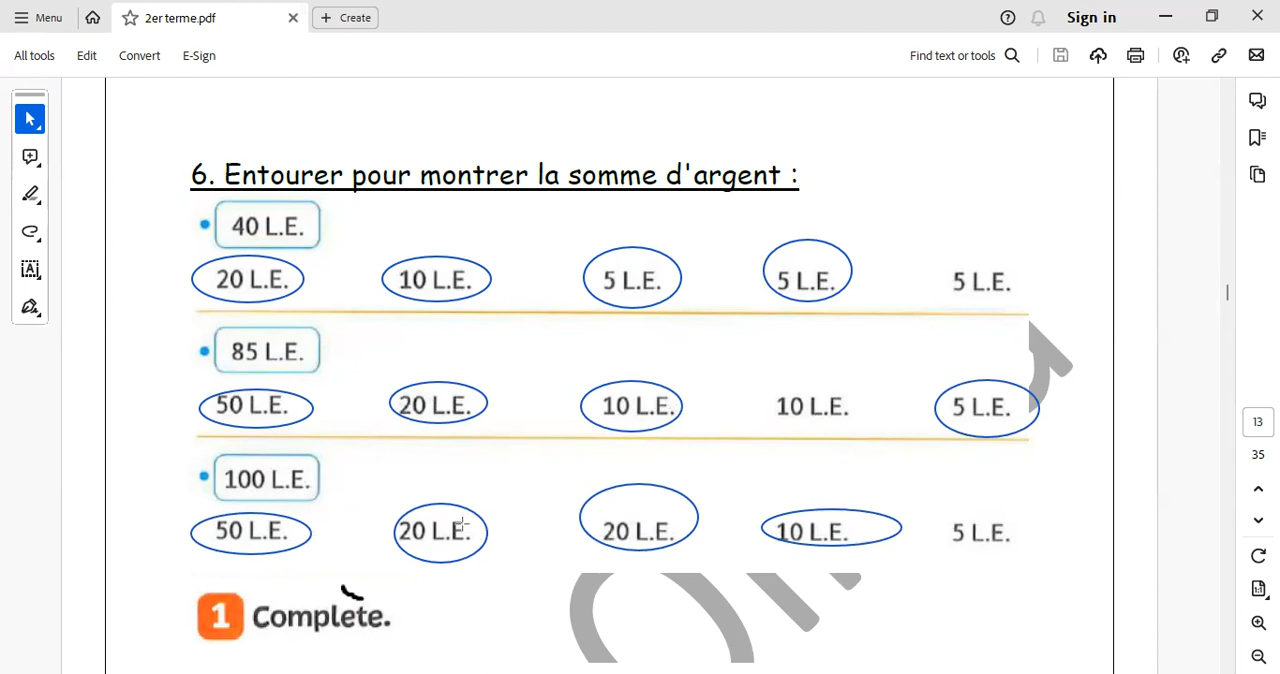 Menu 2er terme.pdf Create Sign in
All tools Edit Convert E-Sign Find text or tools
6. Entourer pour montrer la somme d'argent :
40 L.E.
20 L.E. 10 L.E. 5 L.E. 5 L.E. 5 L.E.
85 L.E.
50 L.E. 20 L.E. 10 L.E. 10 L.E. 5 L.E.
13
35
100 L.E.
50 L.E. 20 L.E. 20 L.E. 10 L.E. 5 L.E.
1 Complete.